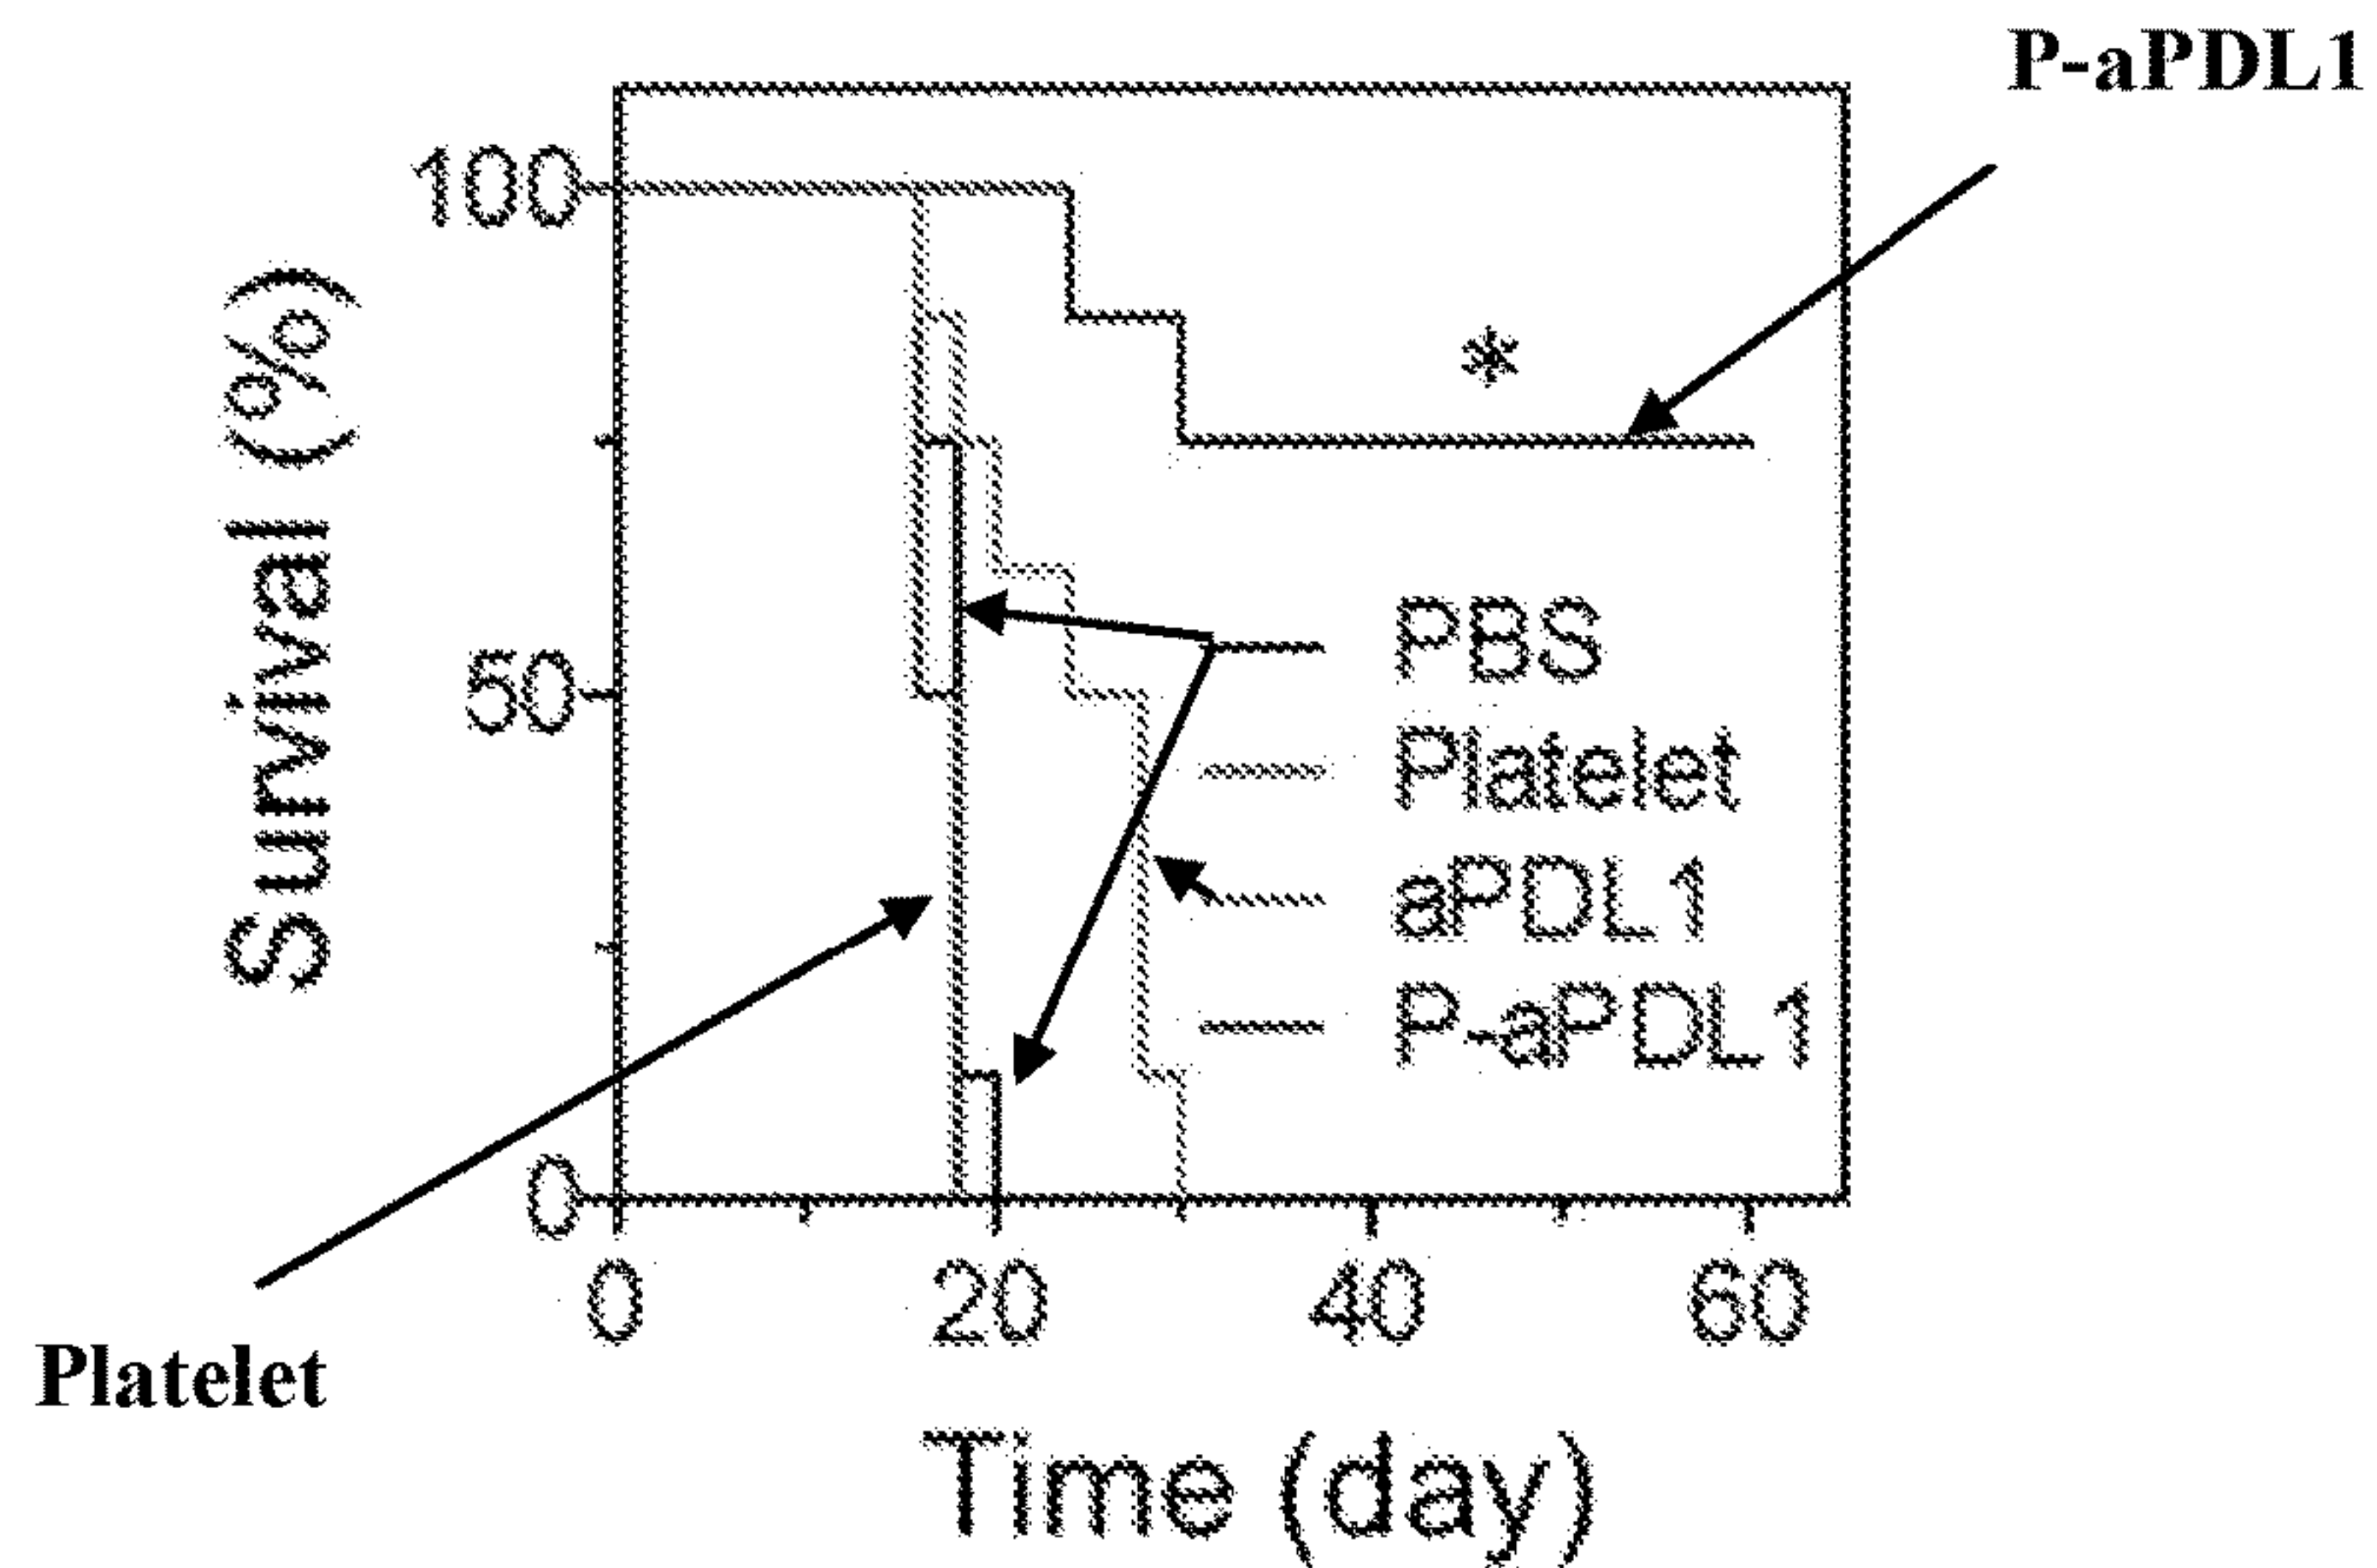 P-aPDL1
100
50
0
Survival (%)
*
PBS
Platelet
aPDL1
P-aPDL1
0 20 40 60
Platelet
Time (day)